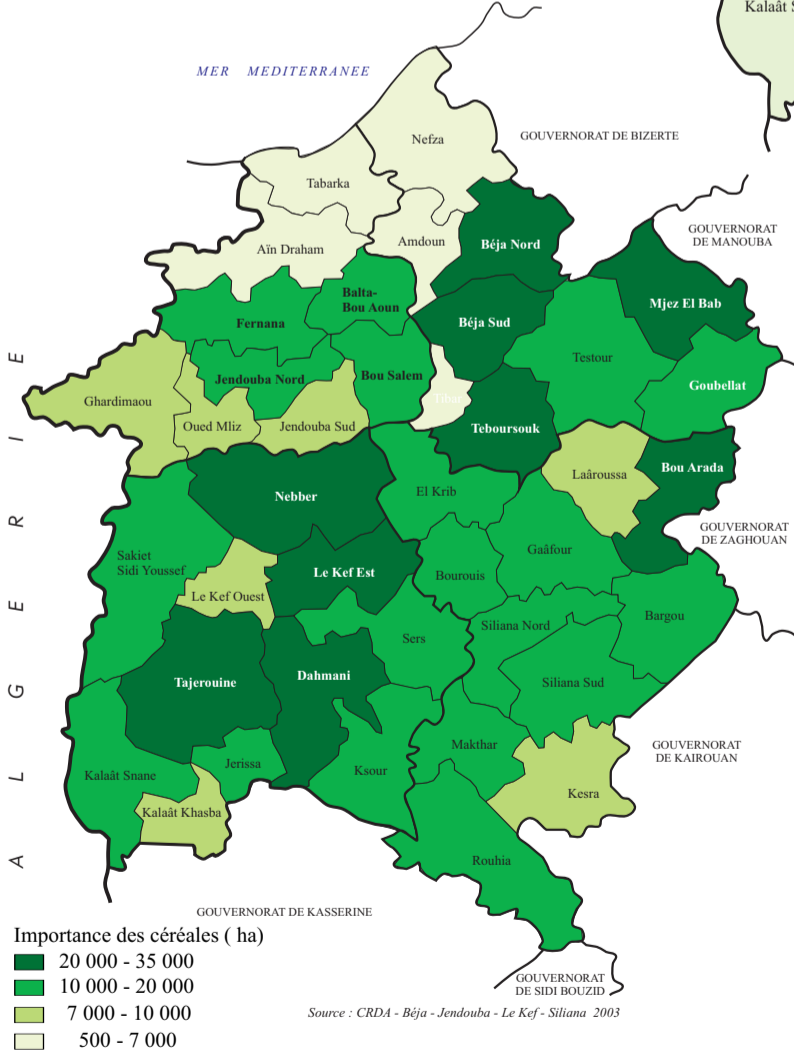 Kalaât S
MER MEDITERRANEE
Nefza
GOUVERNORAT DE BIZERTE
Tabarka
GOUVERNORAT
DE MANOUBA
Aïn Draham
Amdoun
Béja Nord
Balta-
Bou Aoun
Mjez El Bab
Fernana
Béja Sud
Testour
Jendouba Nord
Bou Salem
Goubellat
Ghardimaou
Tibar
Oued Mliz
Jendouba Sud
Teboursouk
Laâroussa
Bou Arada
Nebber
El Krib
GOUVERNORAT
DE ZAGHOUAN
Sakiet
Sidi Youssef
Gaâfour
Le Kef Est
Bourouis
Le Kef Ouest
Bargou
Sers
Siliana Nord
Tajerouine
Dahmani
Siliana Sud
Makthar
GOUVERNORAT
DE KAIROUAN
Kalaât Snane
Jerissa
Ksour
Kesra
Kalaât Khasba
Rouhia
ALGERIE
GOUVERNORAT DE KASSERINE
Importance des céréales ( ha)
20 000 - 35 000
10 000 - 20 000
7 000 - 10 000
500 - 7 000
GOUVERNORAT
DE SIDI BOUZID
Source : CRDA - Béja - Jendouba - Le Kef - Siliana 2003